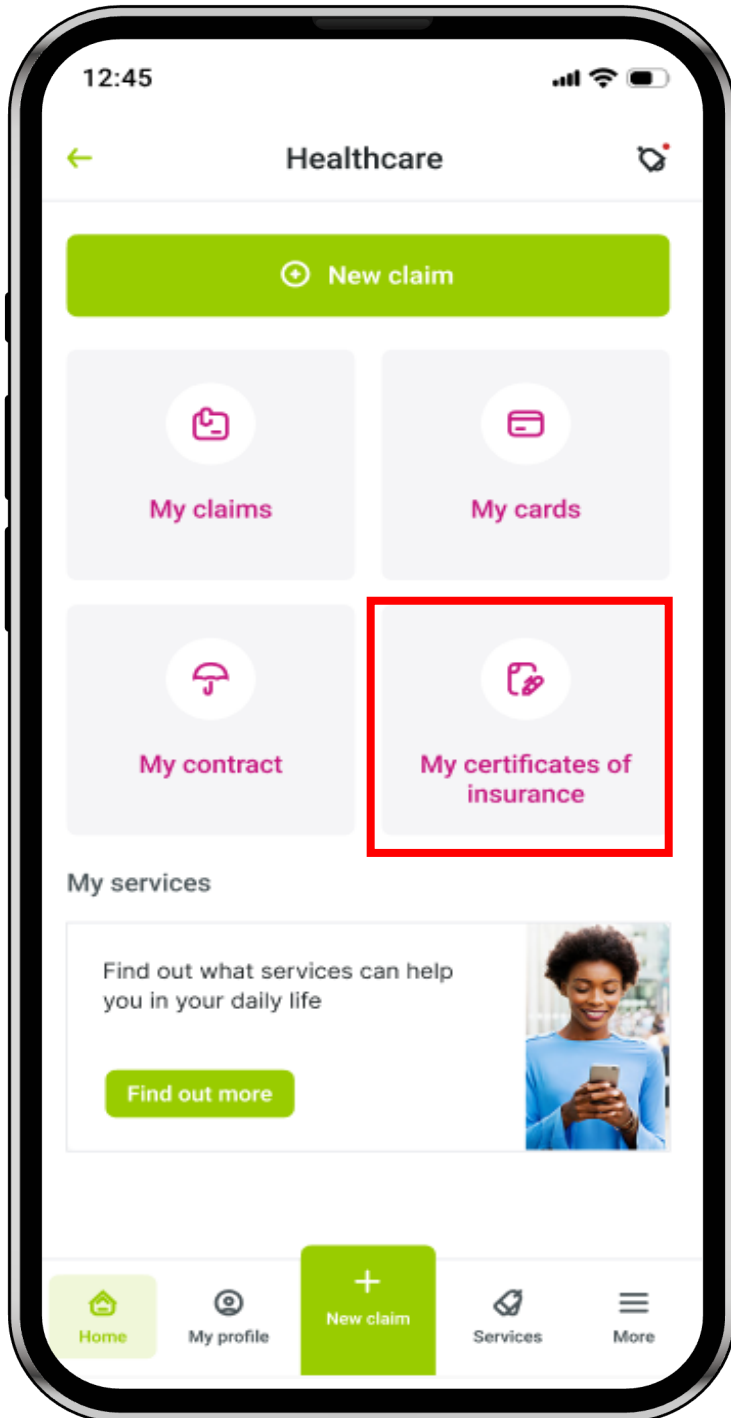 12:45
Healthcare
New claim
My claims
My cards
My contract
My certificates of
insurance
My services
Find out what services can help
you in your daily life
Find out more
Home
My profile
New claim
Services
More